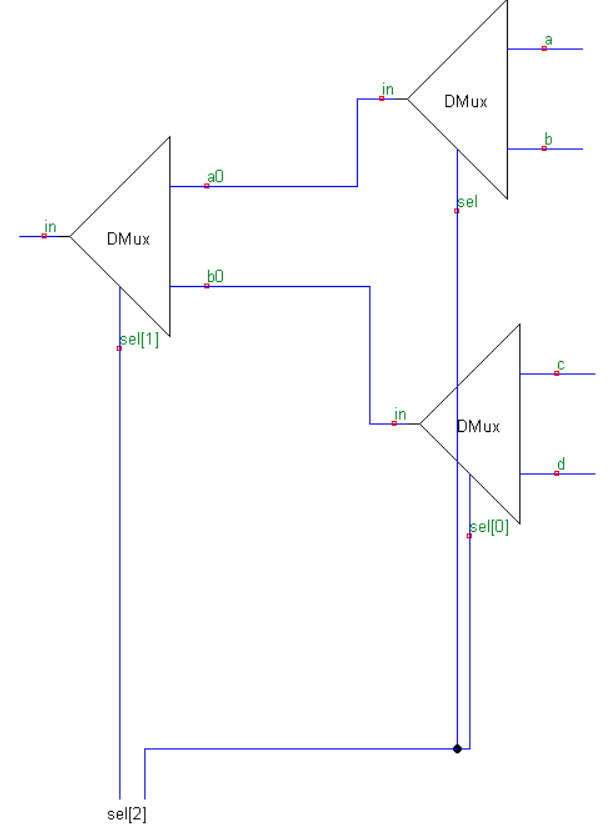 a
in
DMux
b
a0
sel
in
DMux
b0
sel[1]
c
in
DMux
d
sel[0]
sel[2]